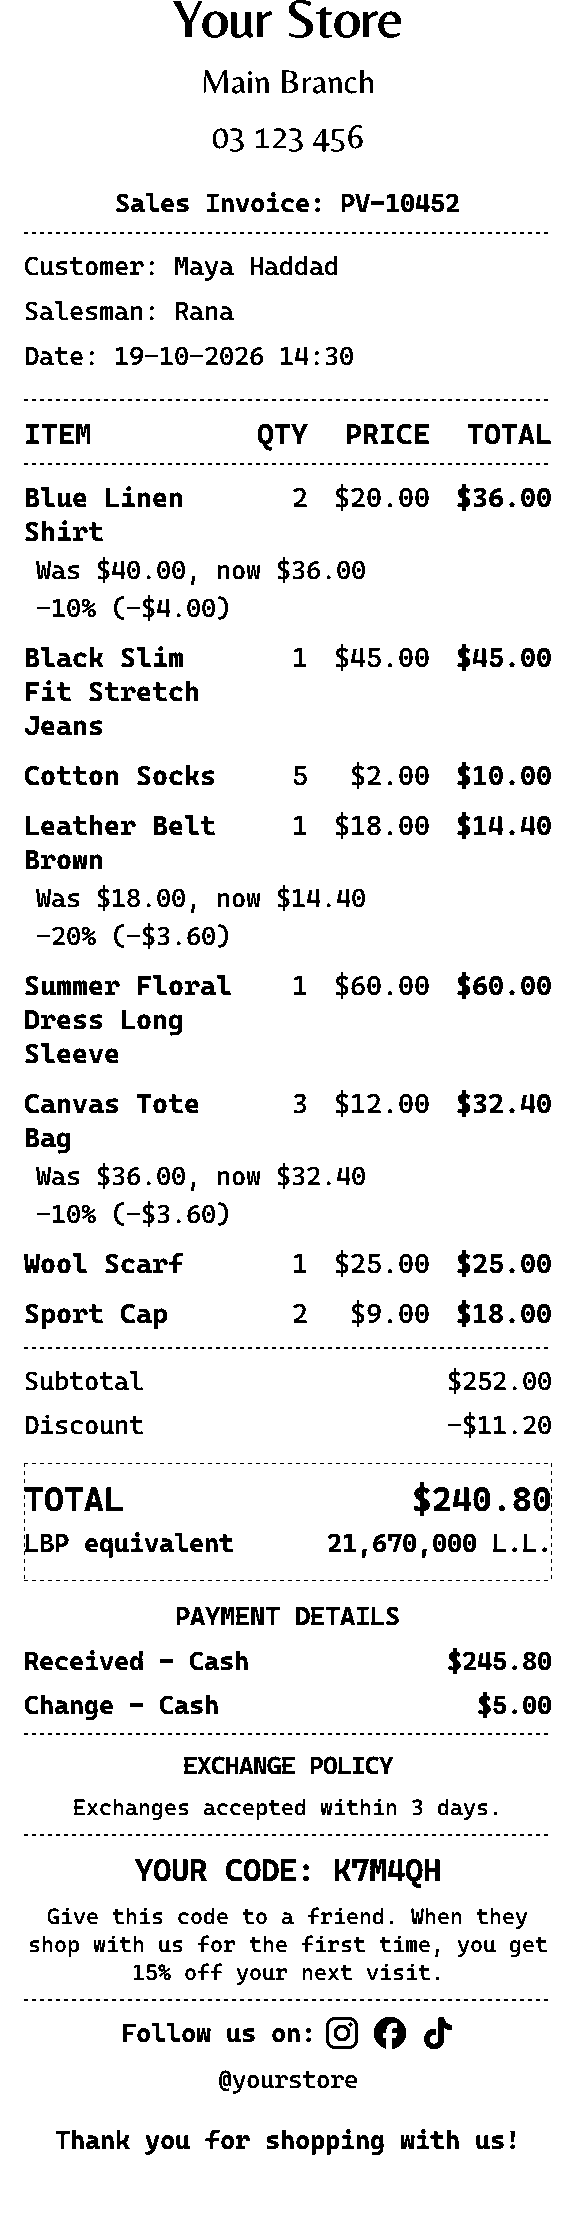 Your Store
Main Branch
03 123 456
Sales Invoice: PV-10452
Customer: Maya Haddad
Salesman: Rana
Date: 19-10-2026 14:30
ITEM QTY PRICE TOTAL
Blue Linen 2 $20.00 $36.00
Shirt
Was $40.00, now $36.00
-10% (-$4.00)
Black Slim 1 $45.00 $45.00
Fit Stretch
Jeans
Cotton Socks 5 $2.00 $10.00
Leather Belt 1 $18.00 $14.40
Brown
Was $18.00, now $14.40
-20% (-$3.60)
Summer Floral 1 $60.00 $60.00
Dress Long
Sleeve
Canvas Tote 3 $12.00 $32.40
Bag
Was $36.00, now $32.40
-10% (-$3.60)
Wool Scarf 1 $25.00 $25.00
Sport Cap 2 $9.00 $18.00
Subtotal $252.00
Discount -$11.20
TOTAL $240.80
LBP equivalent 21,670,000 L.L.
PAYMENT DETAILS
Received - Cash $245.80
Change - Cash $5.00
EXCHANGE POLICY
Exchanges accepted within 3 days.
YOUR CODE: K7M4QH
Give this code to a friend. When they
shop with us for the first time, you get
15% off your next visit.
Follow us on:
@yourstore
Thank you for shopping with us!